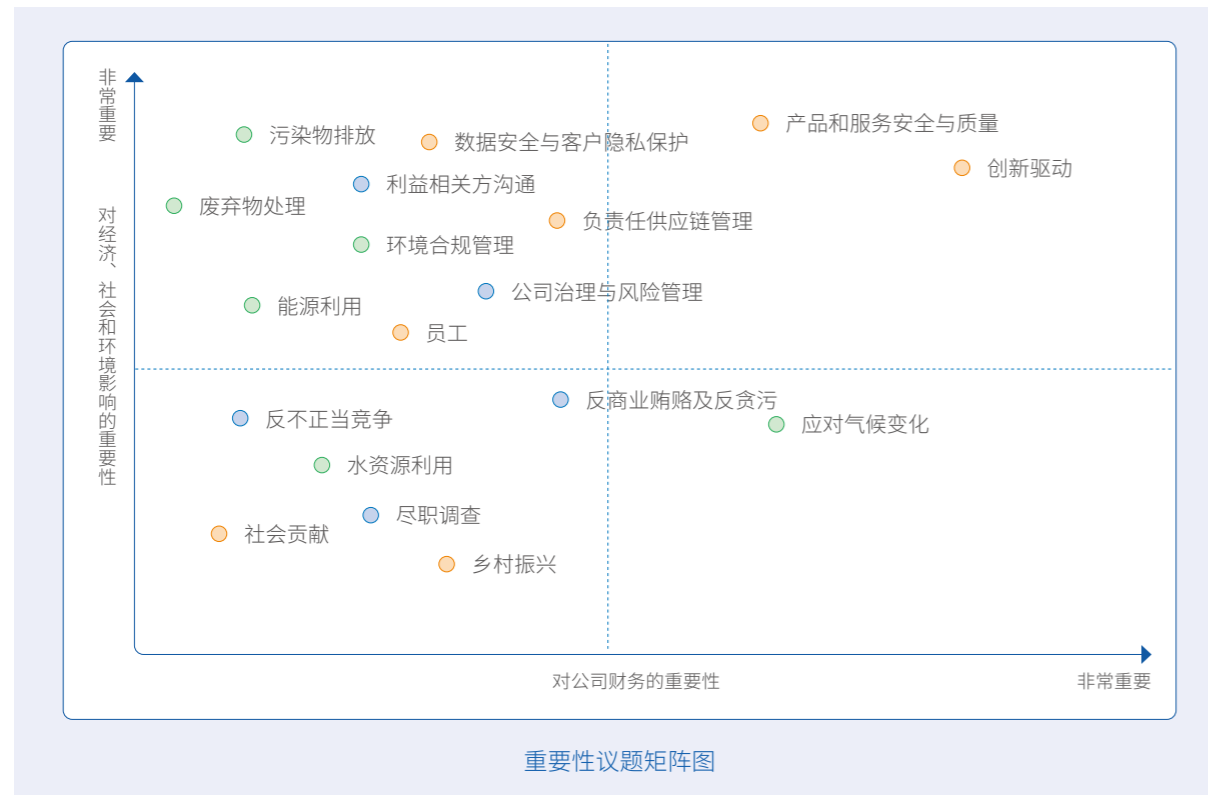 非常重要
对经济、社会和环境影响的重要性
污染物排放
数据安全与客户隐私保护
产品和服务安全与质量
创新驱动
利益相关方沟通
废弃物处理
负责任供应链管理
环境合规管理
公司治理与风险管理
能源利用
员工
反商业贿赂及反贪污
反不正当竞争
应对气候变化
水资源利用
尽职调查
社会贡献
乡村振兴
对公司财务的重要性
非常重要
重要性议题矩阵图